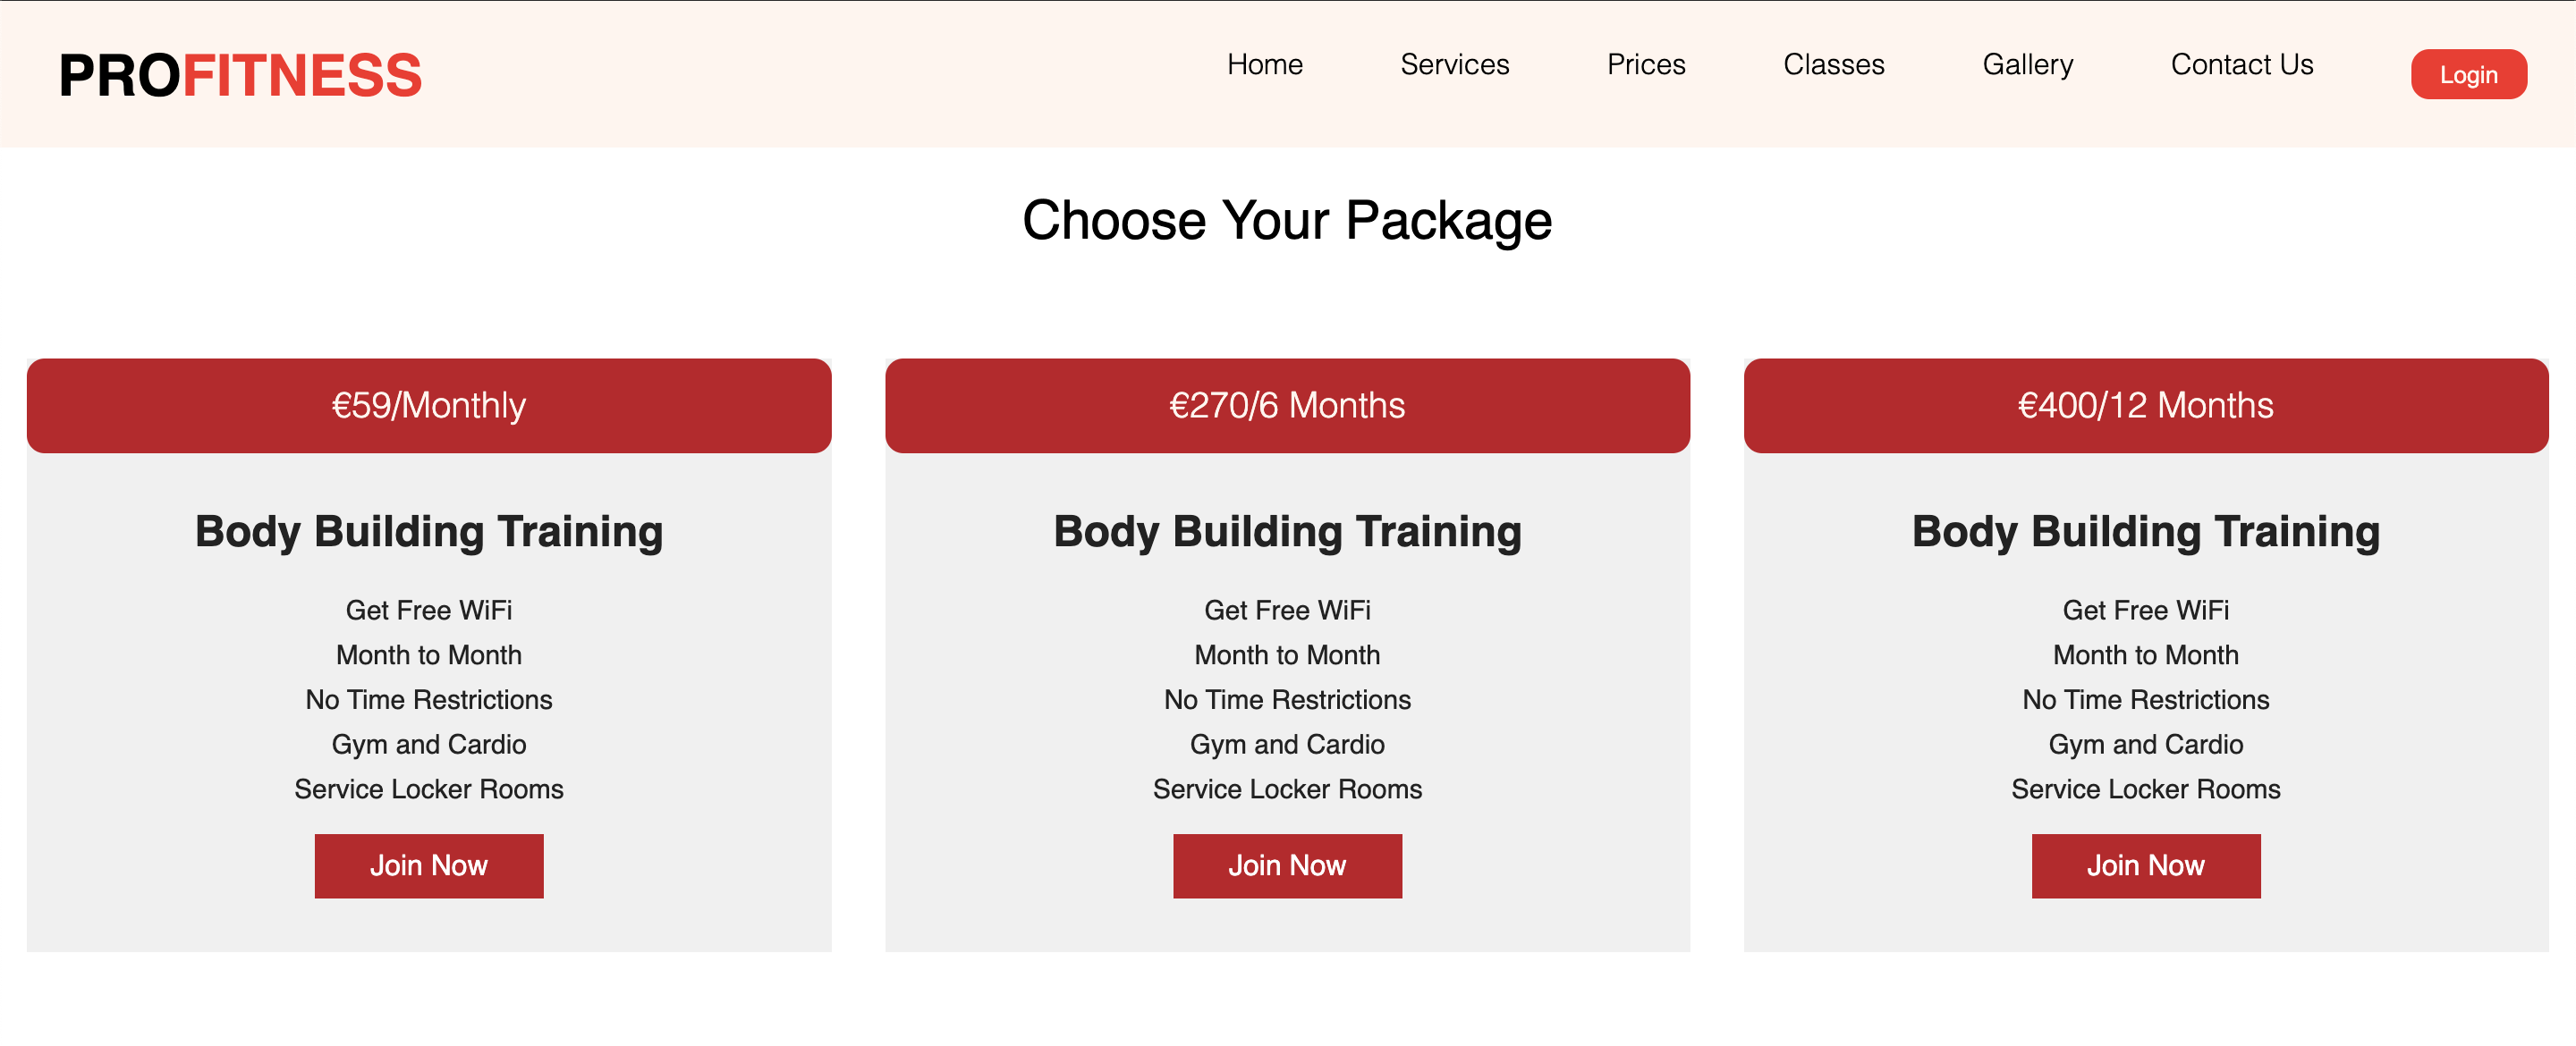 PROFITNESS
Home Services Prices Classes Gallery Contact Us Login
Choose Your Package
€59/Monthly
Body Building Training
Get Free WiFi
Month to Month
No Time Restrictions
Gym and Cardio
Service Locker Rooms
Join Now
€270/6 Months
Body Building Training
Get Free WiFi
Month to Month
No Time Restrictions
Gym and Cardio
Service Locker Rooms
Join Now
€400/12 Months
Body Building Training
Get Free WiFi
Month to Month
No Time Restrictions
Gym and Cardio
Service Locker Rooms
Join Now